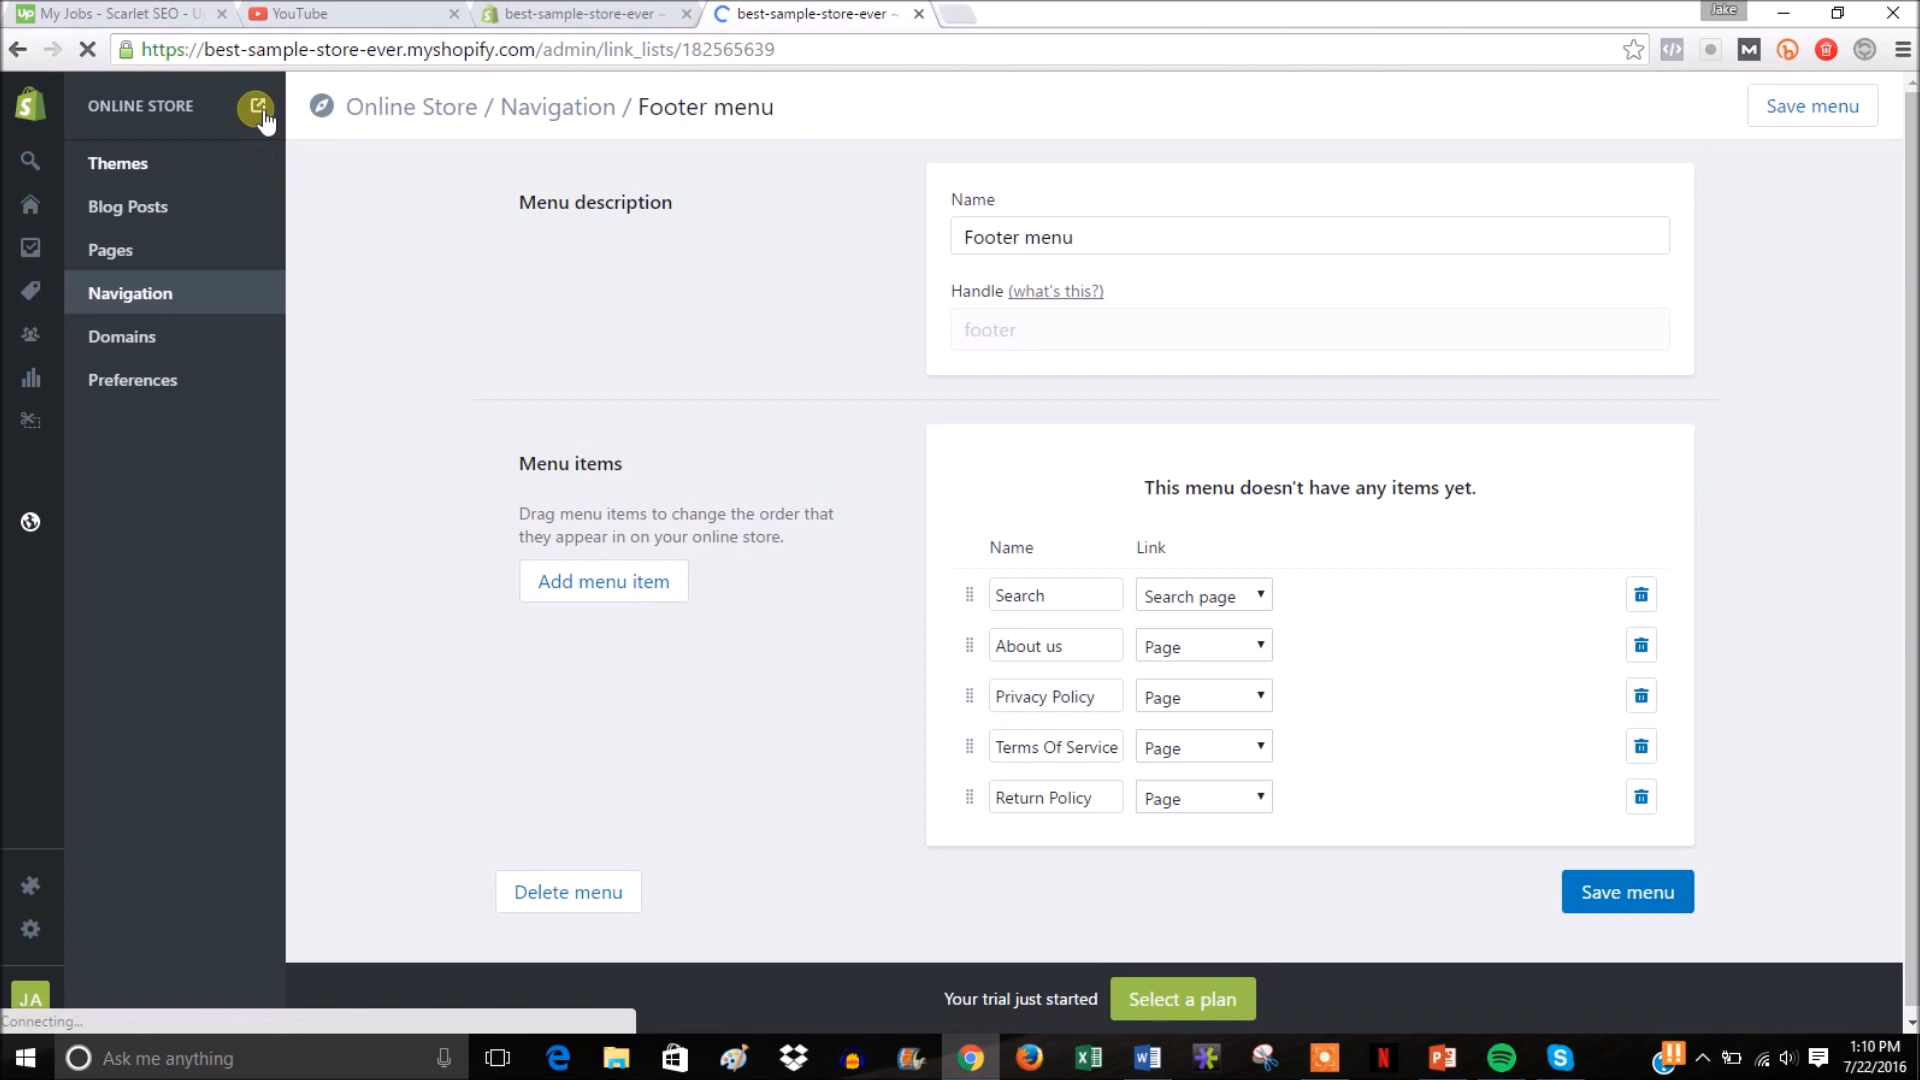 Up My Jobs - Scarlet SEO - U
YouTube
best-sample-store-ever ~
best-sample-store-ever ~
Jake
https://best-sample-store-ever.myshopify.com/admin/link_lists/182565639
ONLINE STORE
Online Store / Navigation / Footer menu
Save menu
Themes
Blog Posts
Pages
Navigation
Domains
Preferences
Menu description
Name
Footer menu
Handle (what's this?)
footer
Menu items
Drag menu items to change the order that
they appear in on your online store.
Add menu item
This menu doesn't have any items yet.
Name Link
Search Search page
About us Page
Privacy Policy Page
Terms Of Service Page
Return Policy Page
Delete menu
Save menu
Your trial just started Select a plan
JA
Connecting...
Ask me anything
1:10 PM
7/22/2016